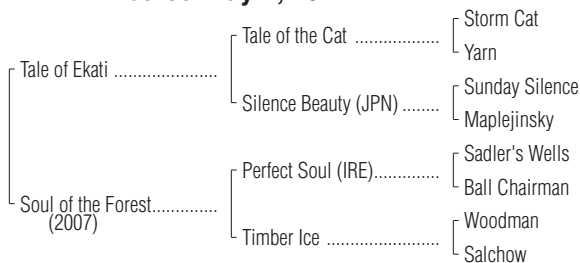 Tale of Ekati .....................
Soul of the Forest.............
(2007)
Tale of the Cat .................
Silence Beauty (JPN) ........
Perfect Soul (IRE)..............
Timber Ice .......................
Storm Cat
Yarn
Sunday Silence
Maplejinsky
Sadler's Wells
Ball Chairman
Woodman
Salchow